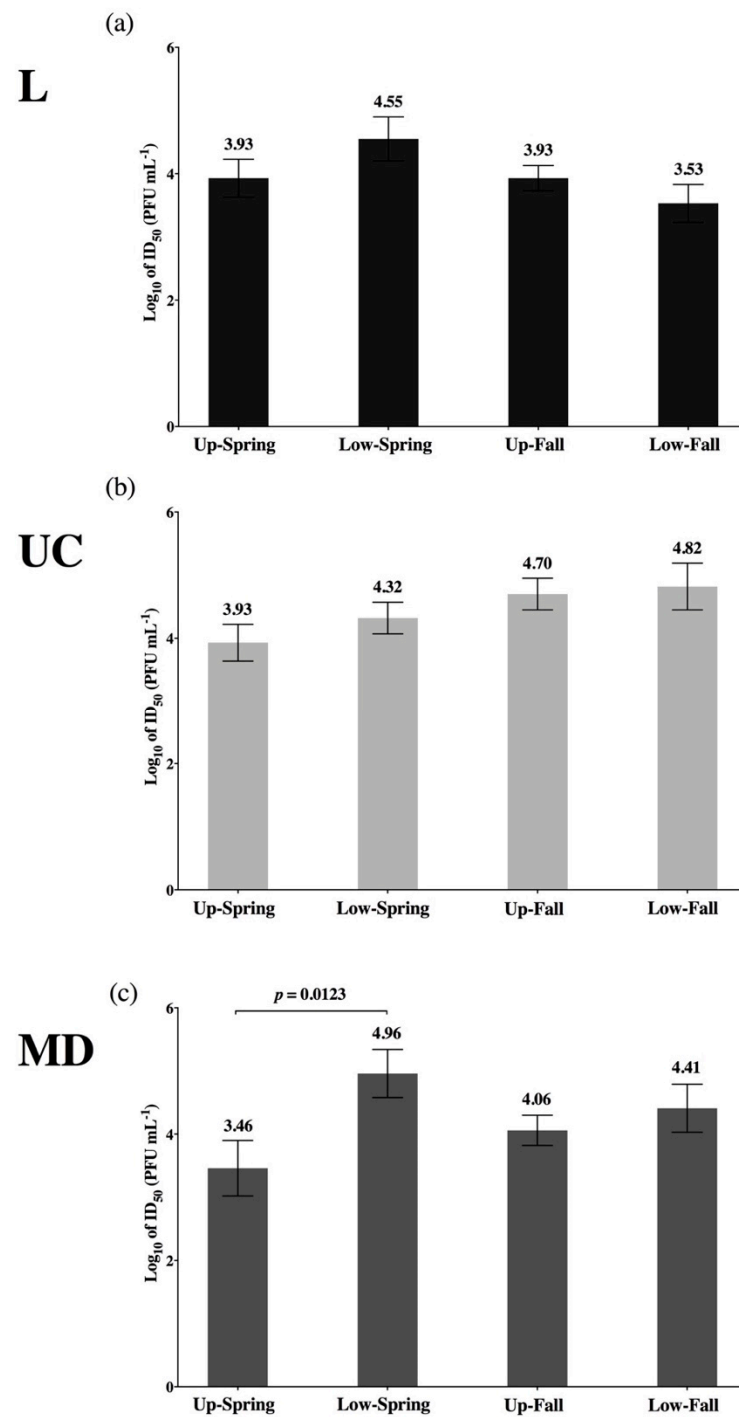 (a)
L
6
4
2
0
Log₁₀ of ID₅₀ (PFU mL⁻¹)
3.93
4.55
3.93
3.53
Up-Spring Low-Spring Up-Fall Low-Fall
(b)
UC
6
4
2
0
Log₁₀ of ID₅₀ (PFU mL⁻¹)
3.93
4.32
4.70
4.82
Up-Spring Low-Spring Up-Fall Low-Fall
(c)
MD
6
4
2
0
Log₁₀ of ID₅₀ (PFU mL⁻¹)
p = 0.0123
3.46
4.96
4.06
4.41
Up-Spring Low-Spring Up-Fall Low-Fall